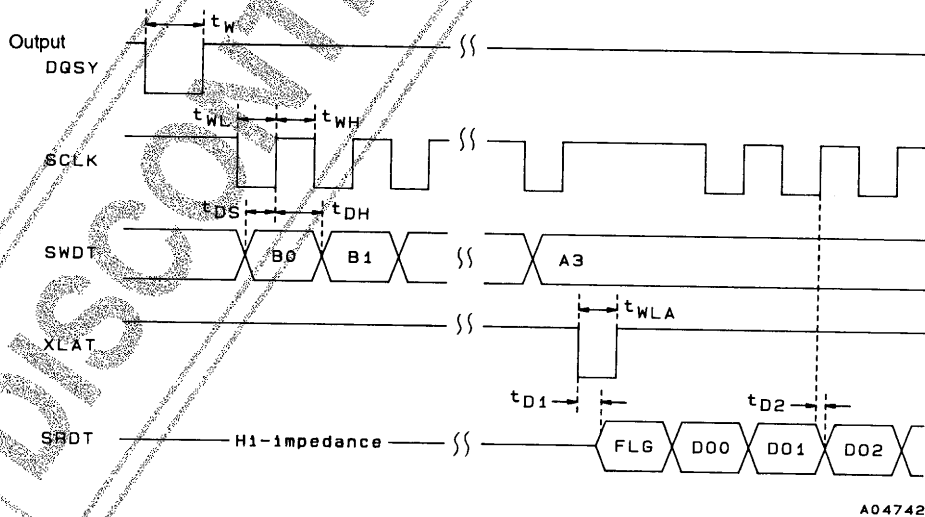 tW
Output
DQSY
tWL tWH
SCLK
tDS tDH
SWDT B0 B1 A3
tWLA
XLAT
tD1 tD2
SRDT Hi-impedance FLG D00 D01 D02
A04742